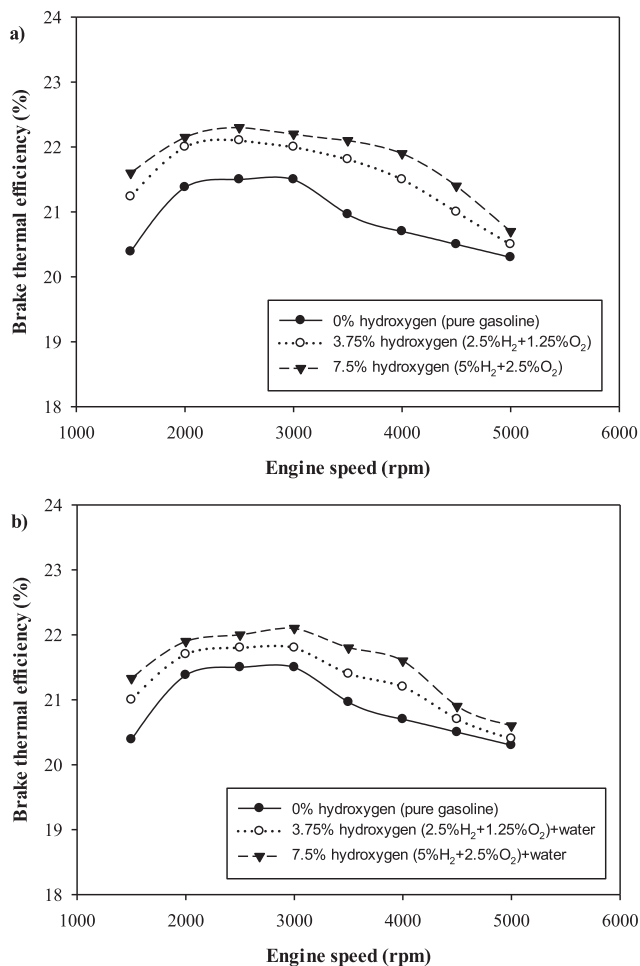 a)
Brake thermal efficiency (%)
24
23
22
21
20
19
18
0% hydroxygen (pure gasoline)
3.75% hydroxygen (2.5%H2+1.25%O2)
7.5% hydroxygen (5%H2+2.5%O2)
1000 2000 3000 4000 5000 6000
Engine speed (rpm)
b)
Brake thermal efficiency (%)
24
23
22
21
20
19
18
0% hydroxygen (pure gasoline)
3.75% hydroxygen (2.5%H2+1.25%O2)+water
7.5% hydroxygen (5%H2+2.5%O2)+water
1000 2000 3000 4000 5000 6000
Engine speed (rpm)